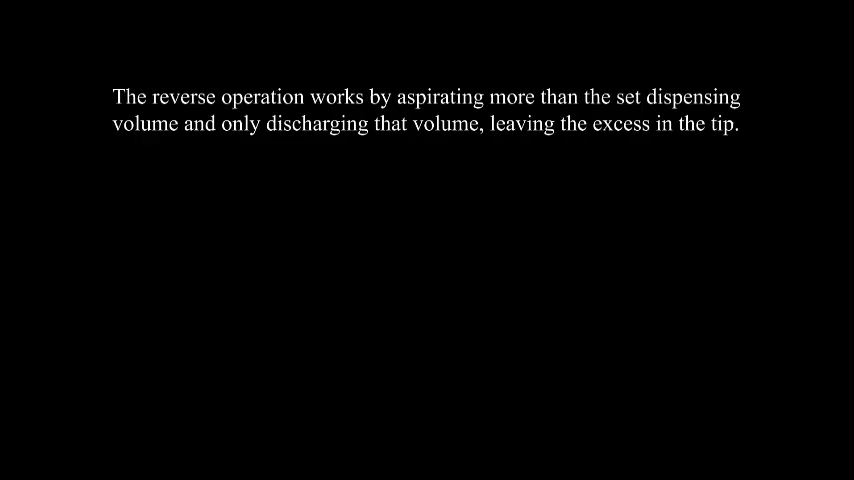 The reverse operation works by aspirating more than the set dispensing
volume and only discharging that volume, leaving the excess in the tip.